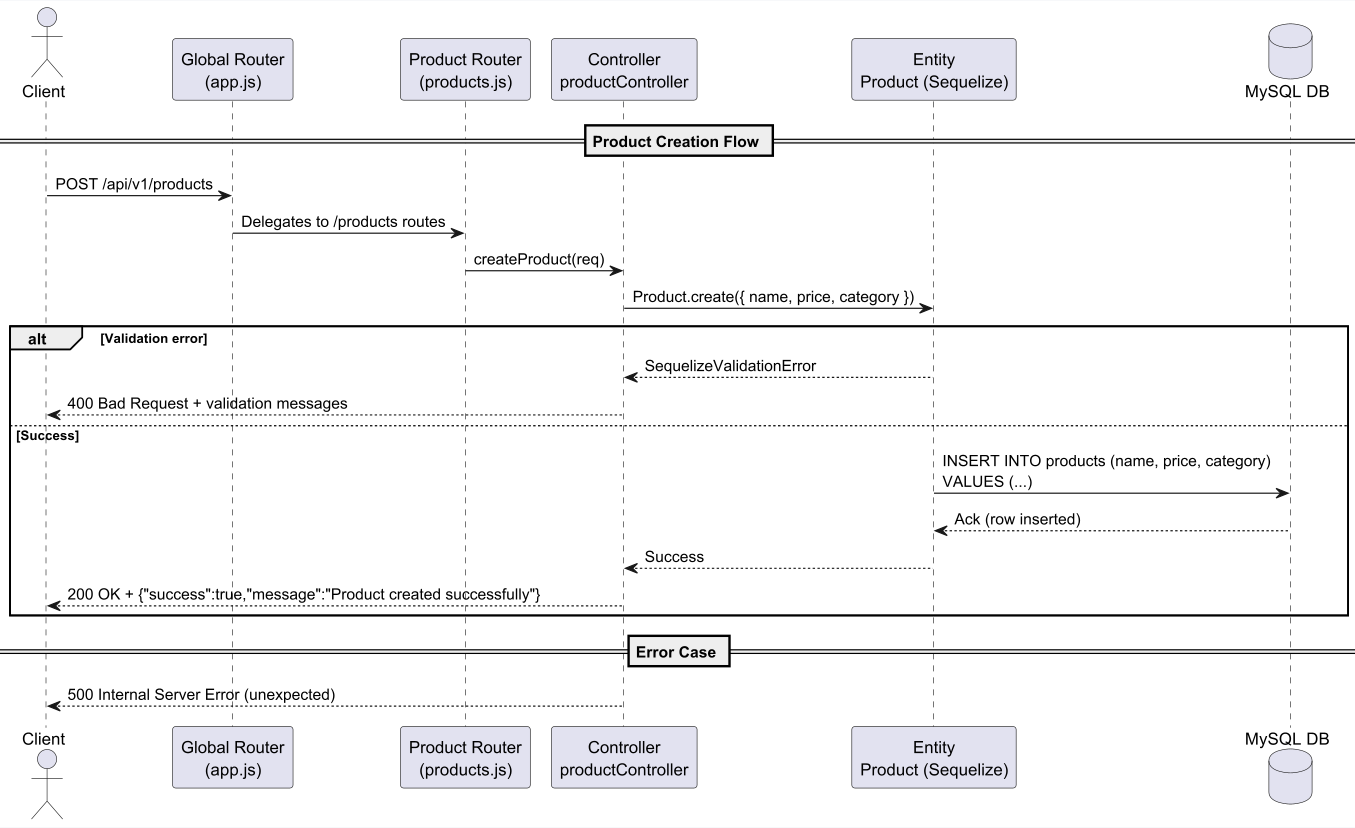 Client
Global Router
(app.js)
Product Router
(products.js)
Controller
productController
Entity
Product (Sequelize)
MySQL DB
Product Creation Flow
POST /api/v1/products
Delegates to /products routes
createProduct(req)
Product.create({ name, price, category })
alt
[Validation error]
SequelizeValidationError
400 Bad Request + validation messages
[Success]
INSERT INTO products (name, price, category)
VALUES (...)
Ack (row inserted)
Success
200 OK + {"success":true,"message":"Product created successfully"}
Error Case
500 Internal Server Error (unexpected)
Client
Global Router
(app.js)
Product Router
(products.js)
Controller
productController
Entity
Product (Sequelize)
MySQL DB